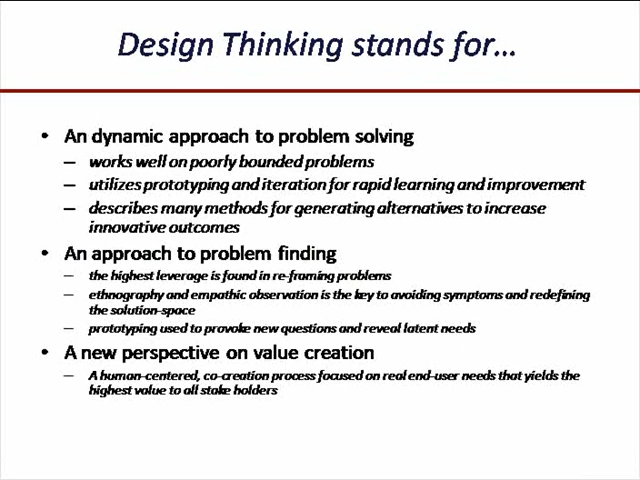 Design Thinking stands for...
• An dynamic approach to problem solving
– works well on poorly bounded problems
– utilizes prototyping and iteration for rapid learning and improvement
– describes many methods for generating alternatives to increase
innovative outcomes
• An approach to problem finding
– the highest leverage is found in re-framing problems
– ethnography and empathic observation is the key to avoiding symptoms and redefining
the solution-space
– prototyping used to provoke new questions and reveal latent needs
• A new perspective on value creation
– A human-centered, co-creation process focused on real end-user needs that yields the
highest value to all stake holders